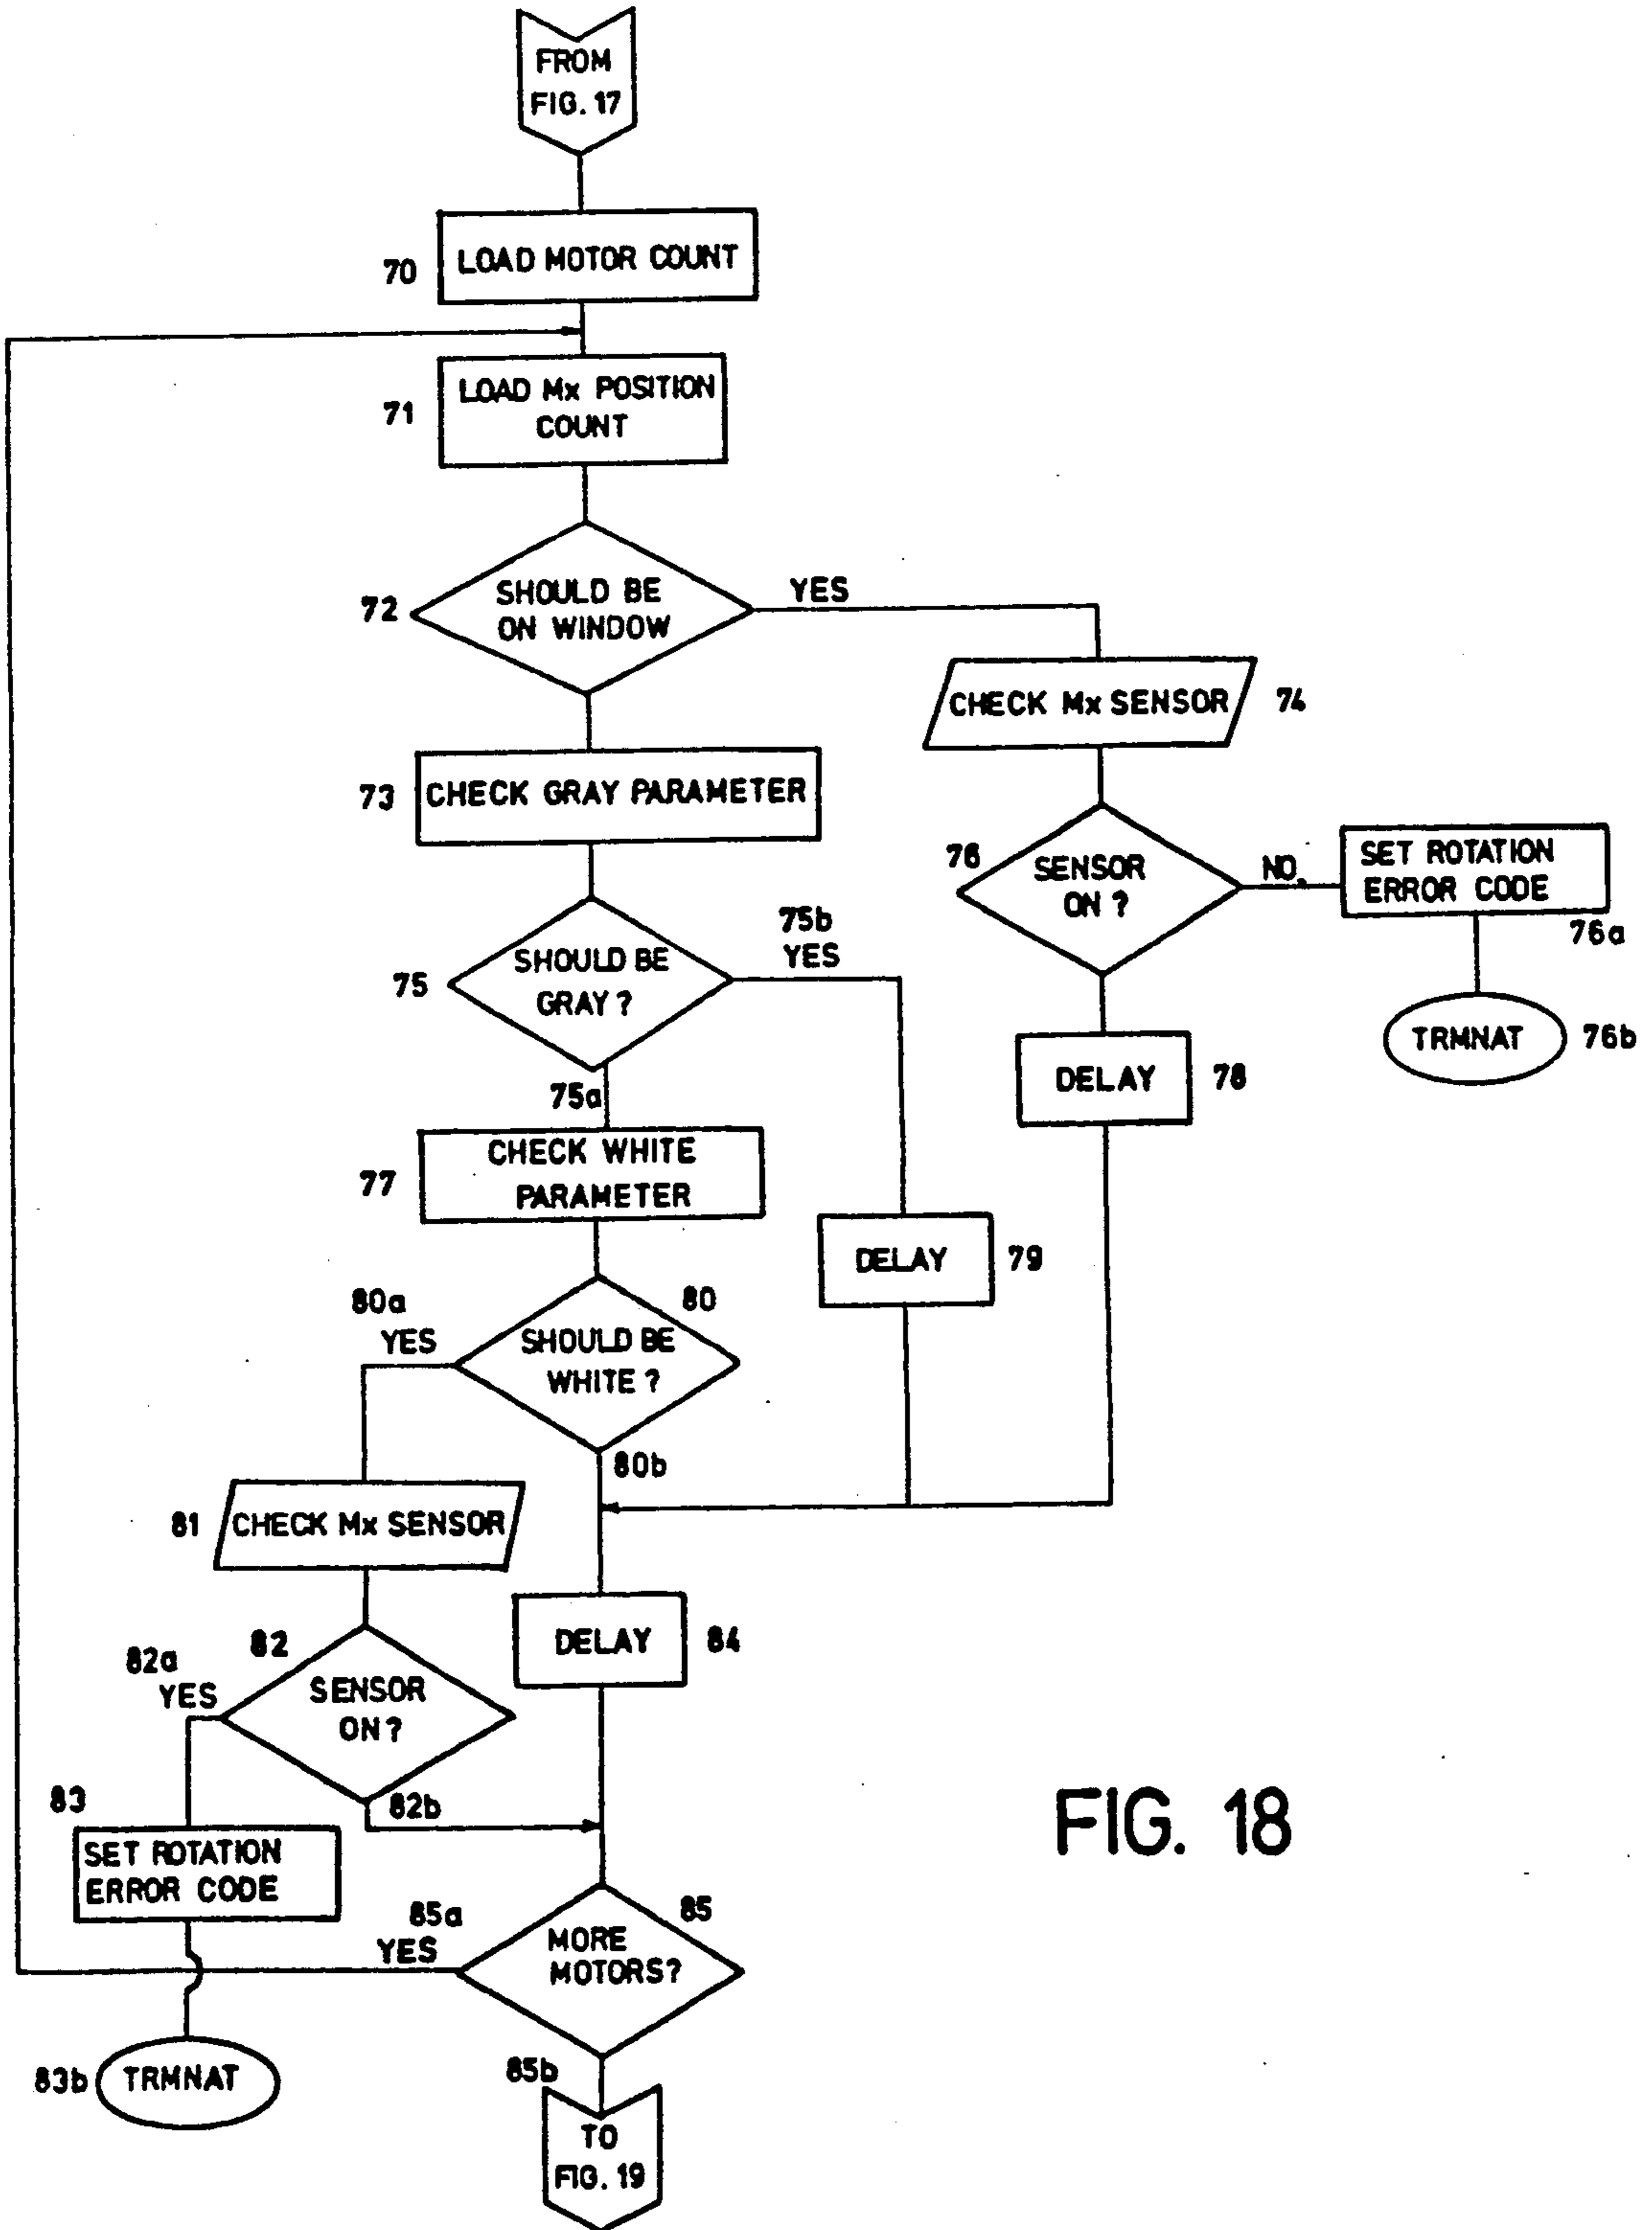 FROM
FIG. 17
LOAD MOTOR COUNT
70
LOAD Mx POSITION
COUNT
71
SHOULD BE
ON WINDOW
72
YES
CHECK Mx SENSOR
74
CHECK GRAY PARAMETER
73
76
SENSOR
ON ?
NO.
SET ROTATION
ERROR CODE
76a
TRMNAT
76b
SHOULD BE
GRAY ?
75
75b
YES
75a
DELAY
78
CHECK WHITE
PARAMETER
77
DELAY
79
80a
YES
80
SHOULD BE
WHITE ?
80b
81
CHECK Mx SENSOR
82
82a
YES
SENSOR
ON ?
82b
DELAY
84
83
SET ROTATION
ERROR CODE
85a
YES
85
MORE
MOTORS?
83b
TRMNAT
85b
TO
FIG. 19
FIG. 18